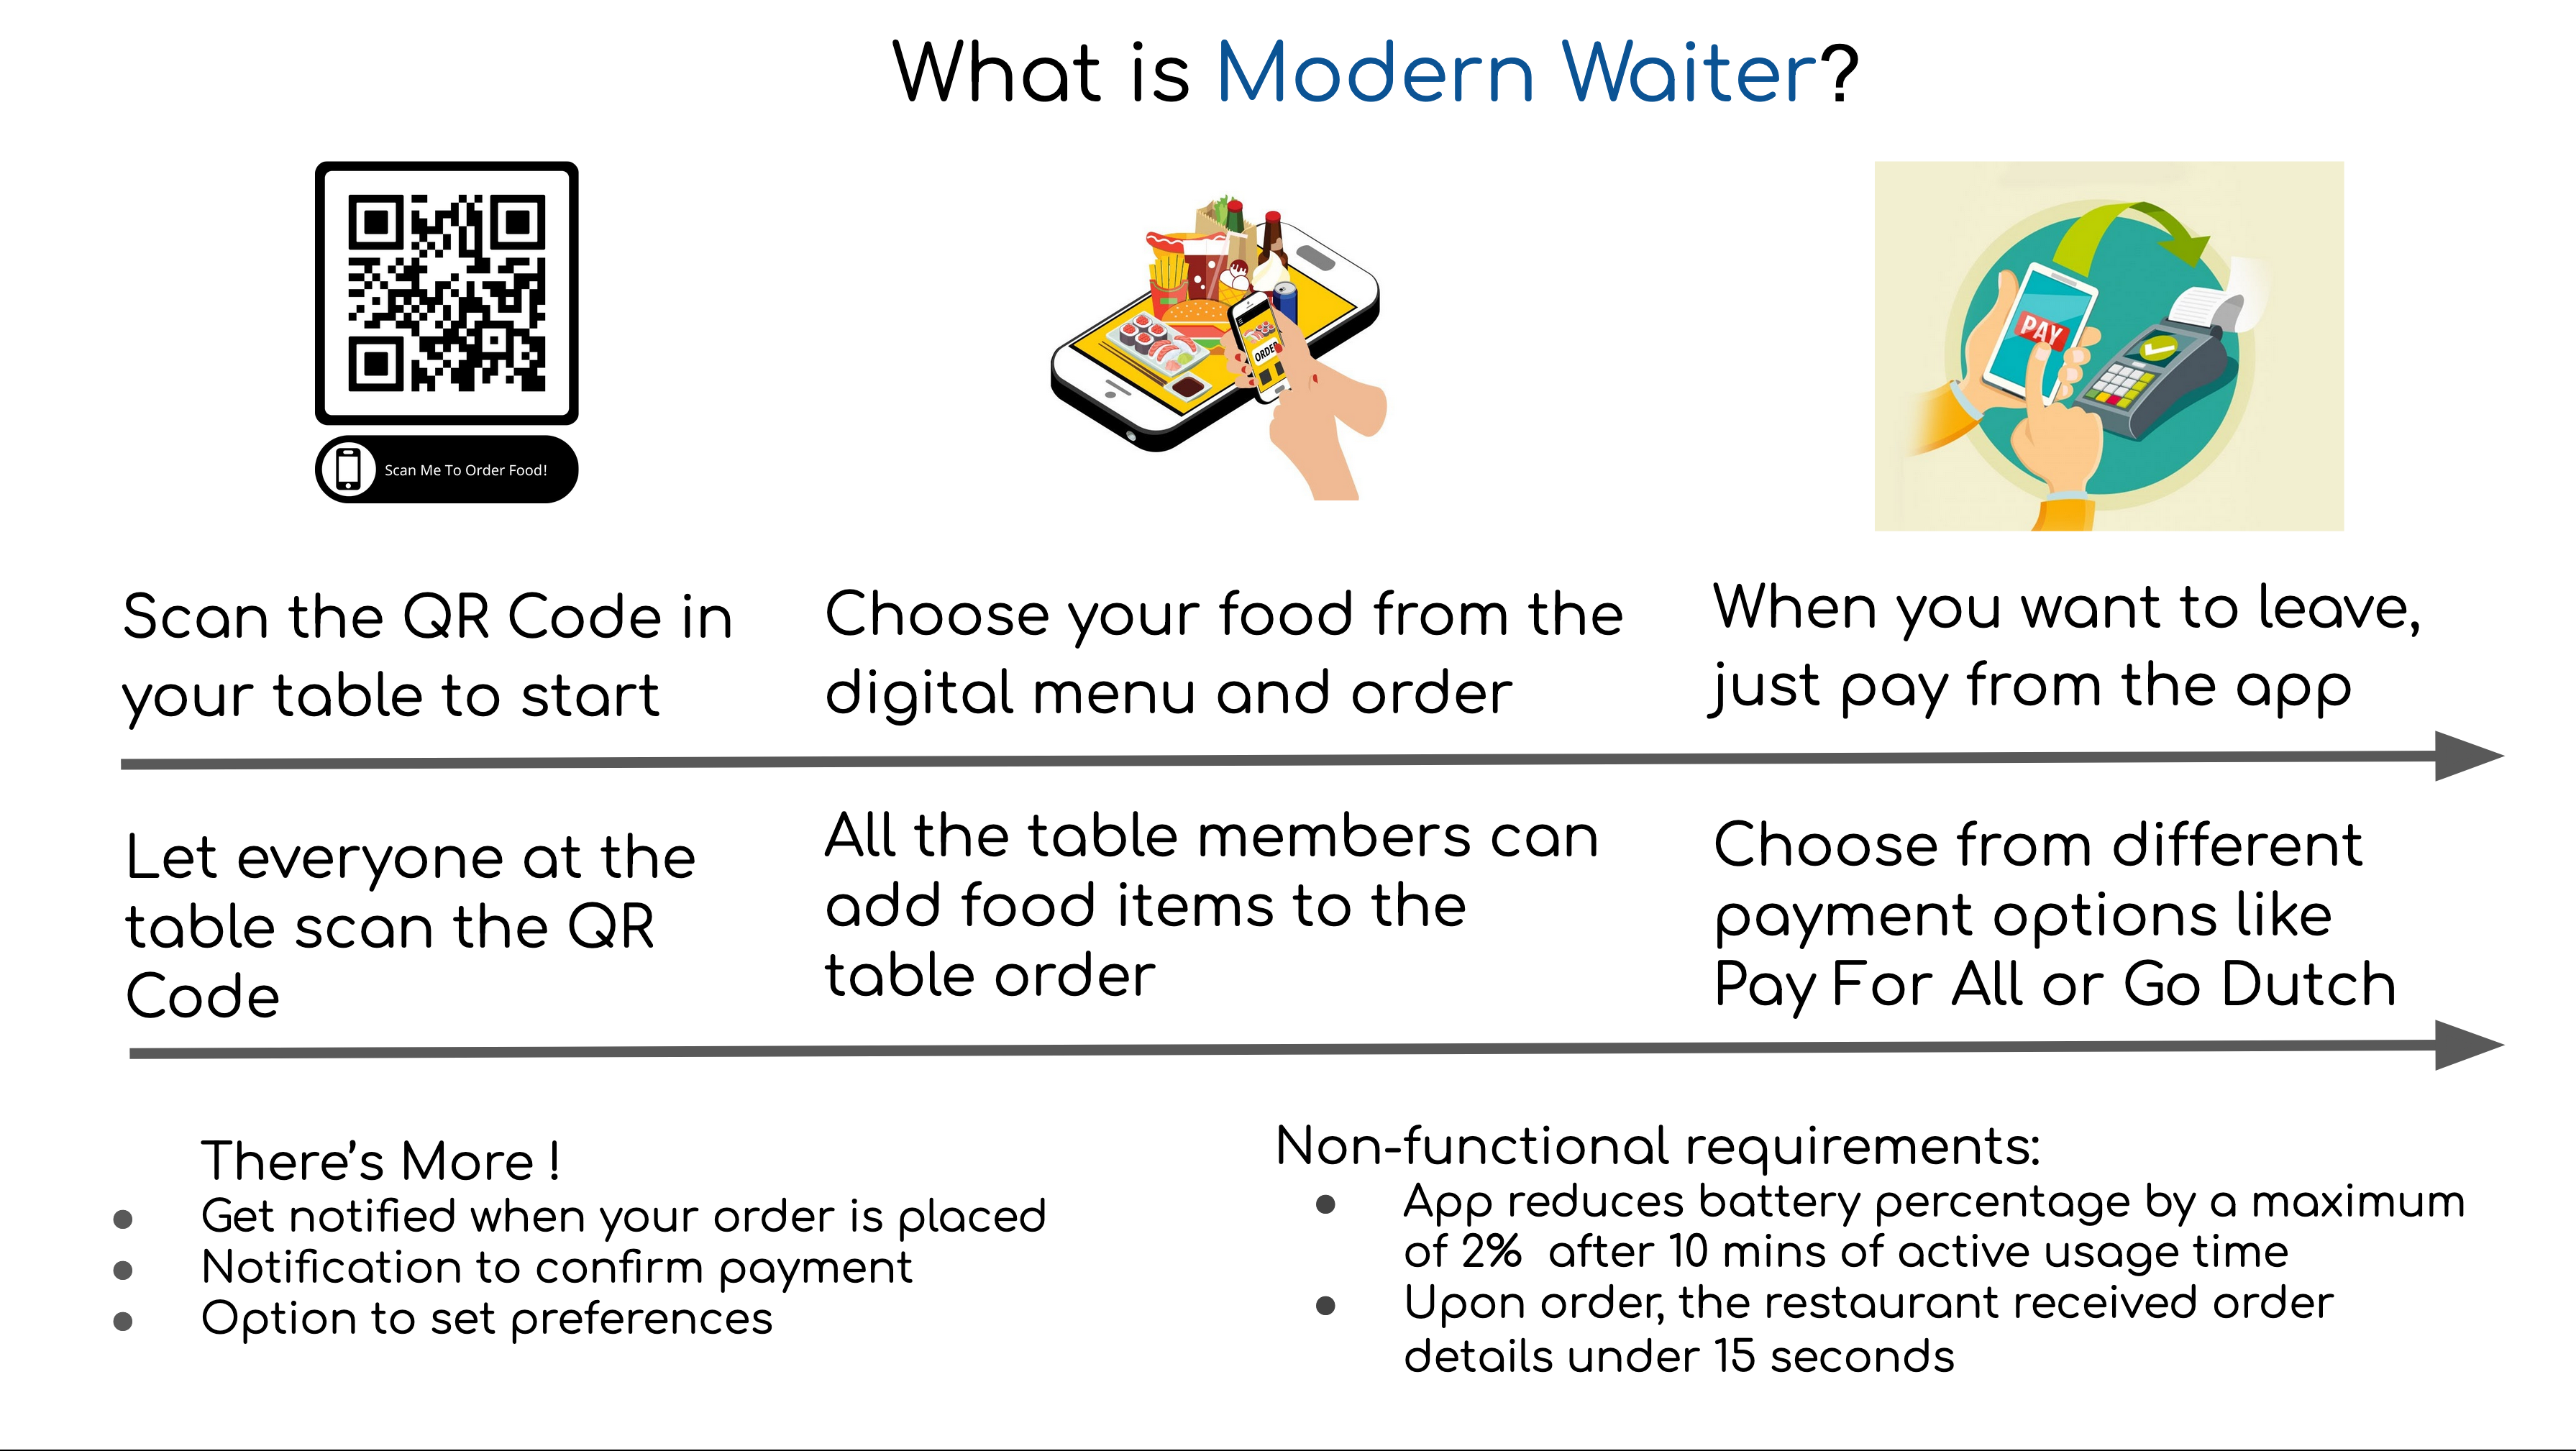 What is Modern Waiter?
Scan Me To Order Food!
ORDER
PAY
Scan the QR Code in
your table to start
Choose your food from the
digital menu and order
When you want to leave,
just pay from the app
Let everyone at the
table scan the QR
Code
All the table members can
add food items to the
table order
Choose from different
payment options like
Pay For All or Go Dutch
There's More !
● Get notified when your order is placed
● Notification to confirm payment
● Option to set preferences
Non-functional requirements:
● App reduces battery percentage by a maximum
of 2%  after 10 mins of active usage time
● Upon order, the restaurant received order
details under 15 seconds